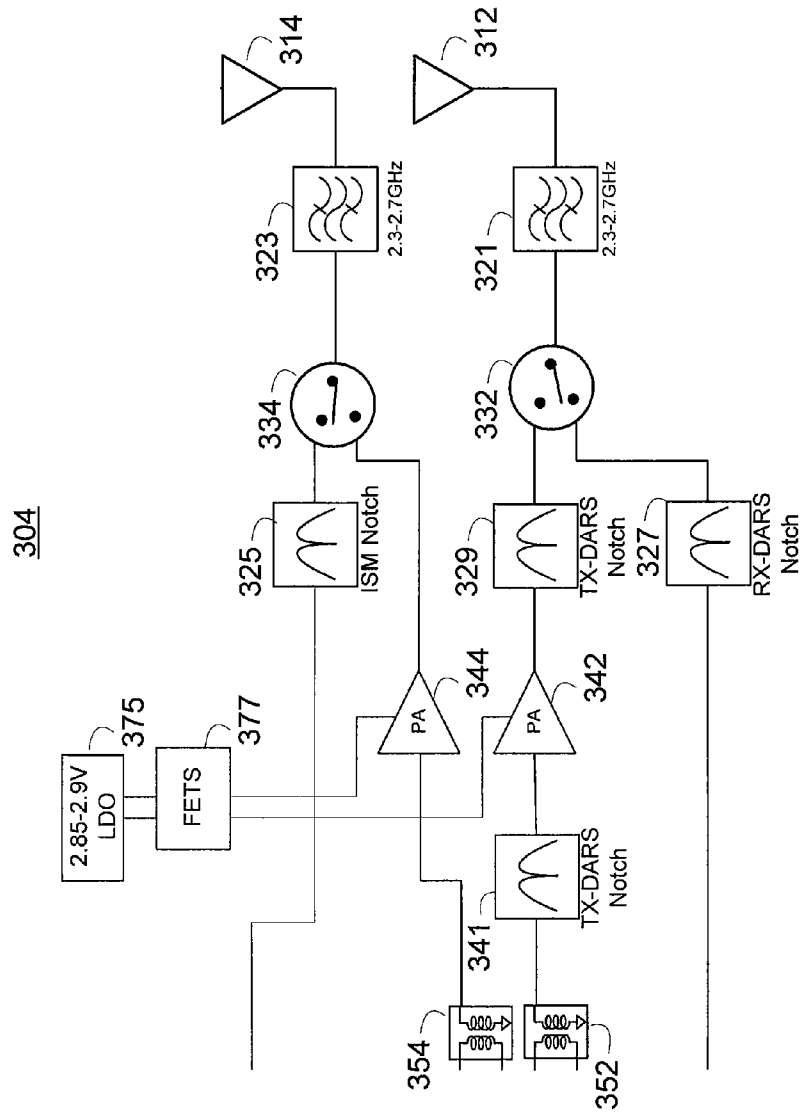 304
314
312
323
2.3-2.7GHz
321
2.3-2.7GHz
334
332
325
ISM Notch
329
TX-DARS
Notch
327
RX-DARS
Notch
375
2.85-2.9V
LDO
377
FETS
PA
344
PA
342
341
TX-DARS
Notch
354
352